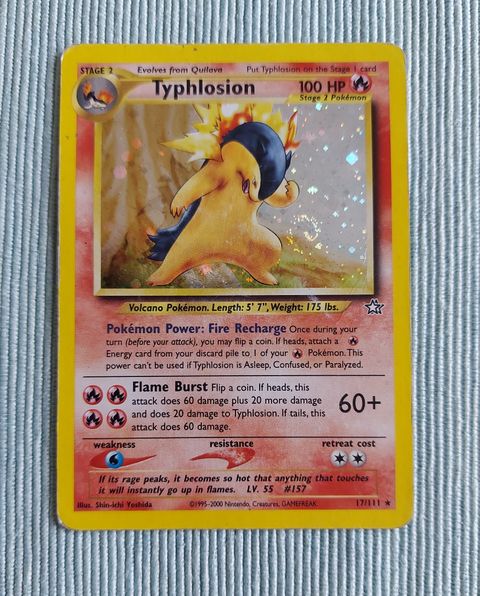 STAGE 2 Evolves from Quilava Put Typhlosion on the Stage 1 card
Typhlosion 100 HP
Stage 2 Pokémon
Volcano Pokémon. Length: 5' 7", Weight: 175 lbs.
Pokémon Power: Fire Recharge Once during your
turn (before your attack), you may flip a coin. If heads, attach a
Energy card from your discard pile to 1 of your Pokémon. This
power can't be used if Typhlosion is Asleep, Confused, or Paralyzed.
Flame Burst Flip a coin. If heads, this
attack does 60 damage plus 20 more damage
and does 20 damage to Typhlosion. If tails, this
attack does 60 damage.
60+
weakness resistance retreat cost
If its rage peaks, it becomes so hot that anything that touches
it will instantly go up in flames. LV. 55 #157
Illus. Shin-ichi Yoshida ©1995-2000 Nintendo, Creatures, GAMEFREAK. 17/111 ★